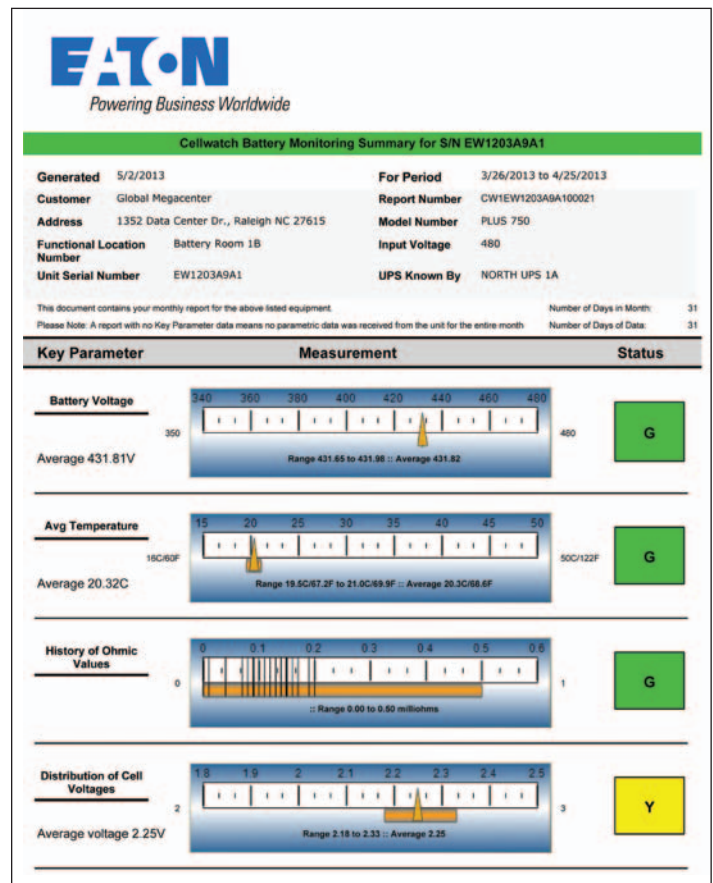 EATON
Powering Business Worldwide
Cellwatch Battery Monitoring Summary for S/N EW1203A9A1
Generated 5/2/2013 For Period 3/26/2013 to 4/25/2013
Customer Global Megacenter Report Number CW1EW1203A9A100021
Address 1352 Data Center Dr., Raleigh NC 27615 Model Number PLUS 750
Functional Location Number Battery Room 1B Input Voltage 480
Unit Serial Number EW1203A9A1 UPS Known By NORTH UPS 1A
This document contains your monthly report for the above listed equipment. Number of Days in Month: 31
Please Note: A report with no Key Parameter data means no parametric data was received from the unit for the entire month Number of Days of Data: 31
Key Parameter Measurement Status
Battery Voltage
340 360 380 400 420 440 460 480
350 480 G
Average 431.81V
Range 431.65 to 431.98 :: Average 431.82
Avg Temperature
15 20 25 30 35 40 45 50
16C/60F 50C/122F G
Average 20.32C
Range 19.5C/67.2F to 21.0C/69.9F :: Average 20.3C/68.6F
History of Ohmic Values
0 0.1 0.2 0.3 0.4 0.5 0.6
0 1 G
:: Range 0.00 to 0.50 milliohms
Distribution of Cell Voltages
1.8 1.9 2 2.1 2.2 2.3 2.4 2.5
2 3 Y
Average voltage 2.25V
Range 2.18 to 2.33 :: Average 2.25